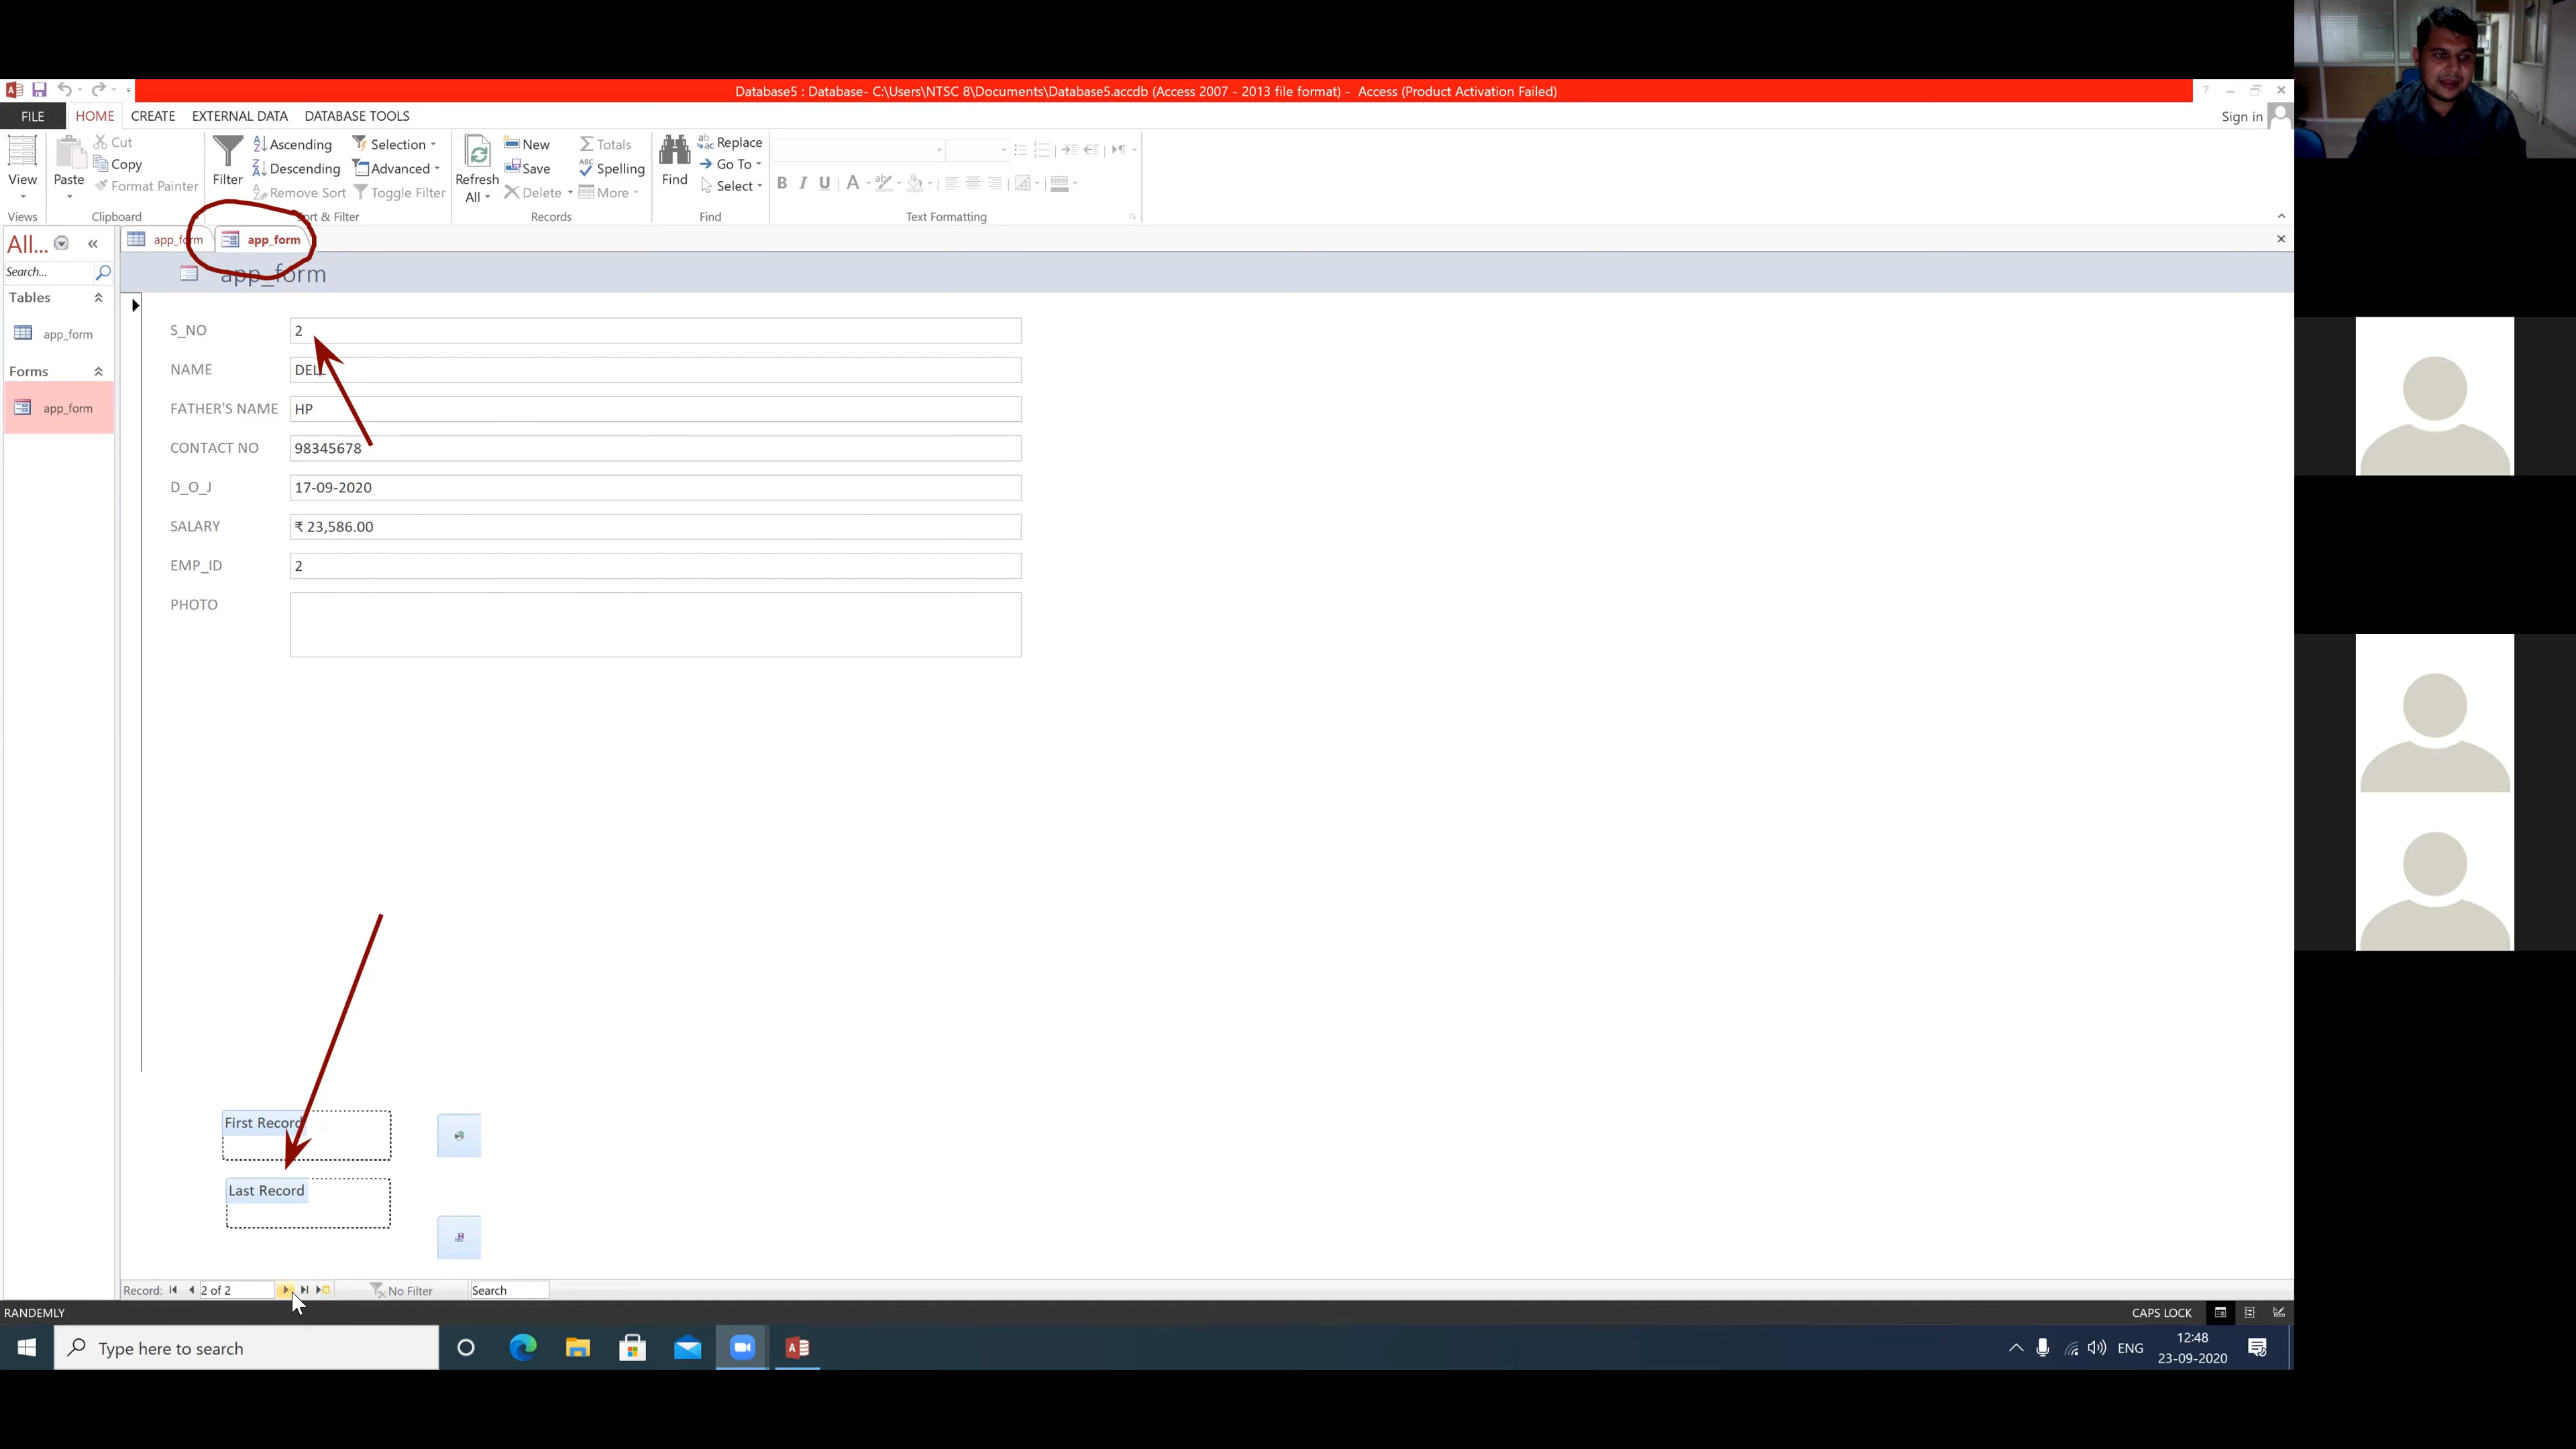 Database5 : Database- C:\Users\NTSC 8\Documents\Database5.accdb (Access 2007 - 2013 file format) - Access (Product Activation Failed)
FILE HOME CREATE EXTERNAL DATA DATABASE TOOLS
Sign in
View
Views
Paste
Cut
Copy
Format Painter
Clipboard
Filter
Ascending
Descending
Remove Sort
Selection
Advanced
Toggle Filter
ort & Filter
Refresh All
New
Save
Delete
Totals
Spelling
More
Records
Find
Replace
Go To
Select
Find
B I U A
Text Formatting
All...
Search...
Tables
app_form
Forms
app_form
app_form
app_form
app_form
S_NO 2
NAME DELL
FATHER'S NAME HP
CONTACT NO 98345678
D_O_J 17-09-2020
SALARY ₹ 23,586.00
EMP_ID 2
PHOTO
First Record
Last Record
Record: 2 of 2 No Filter Search
RANDEMLY
CAPS LOCK
Type here to search
ENG
12:48
23-09-2020